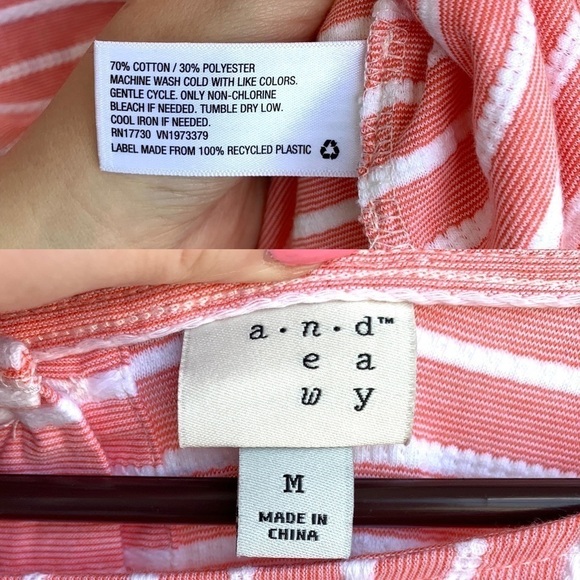 70% COTTON / 30% POLYESTER
MACHINE WASH COLD WITH LIKE COLORS.
GENTLE CYCLE. ONLY NON-CHLORINE
BLEACH IF NEEDED. TUMBLE DRY LOW.
COOL IRON IF NEEDED.
RN17730 VN1973379
LABEL MADE FROM 100% RECYCLED PLASTIC
a·n·d™
e a
w y
M
MADE IN
CHINA